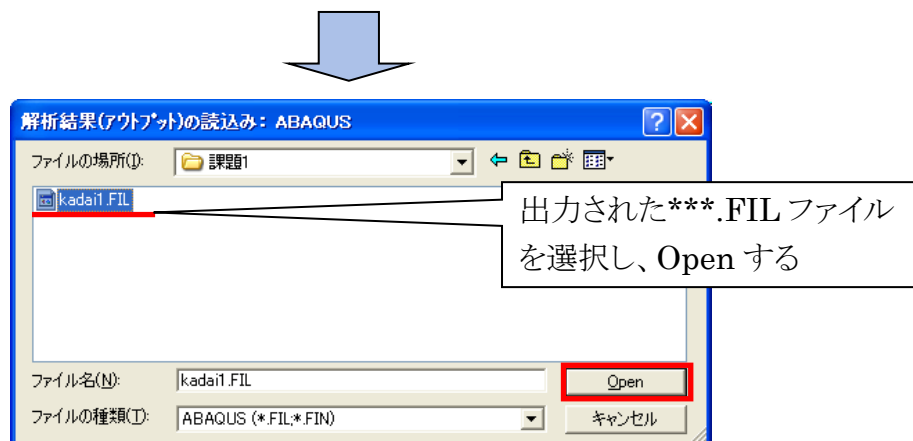 解析結果(アウトプット)の読込み: ABAQUS
ファイルの場所(I):
課題1
kadai1.FIL
出力された***.FIL ファイル
を選択し、Open する
ファイル名(N):
kadai1.FIL
Open
ファイルの種類(T):
ABAQUS (*.FIL;*.FIN)
キャンセル